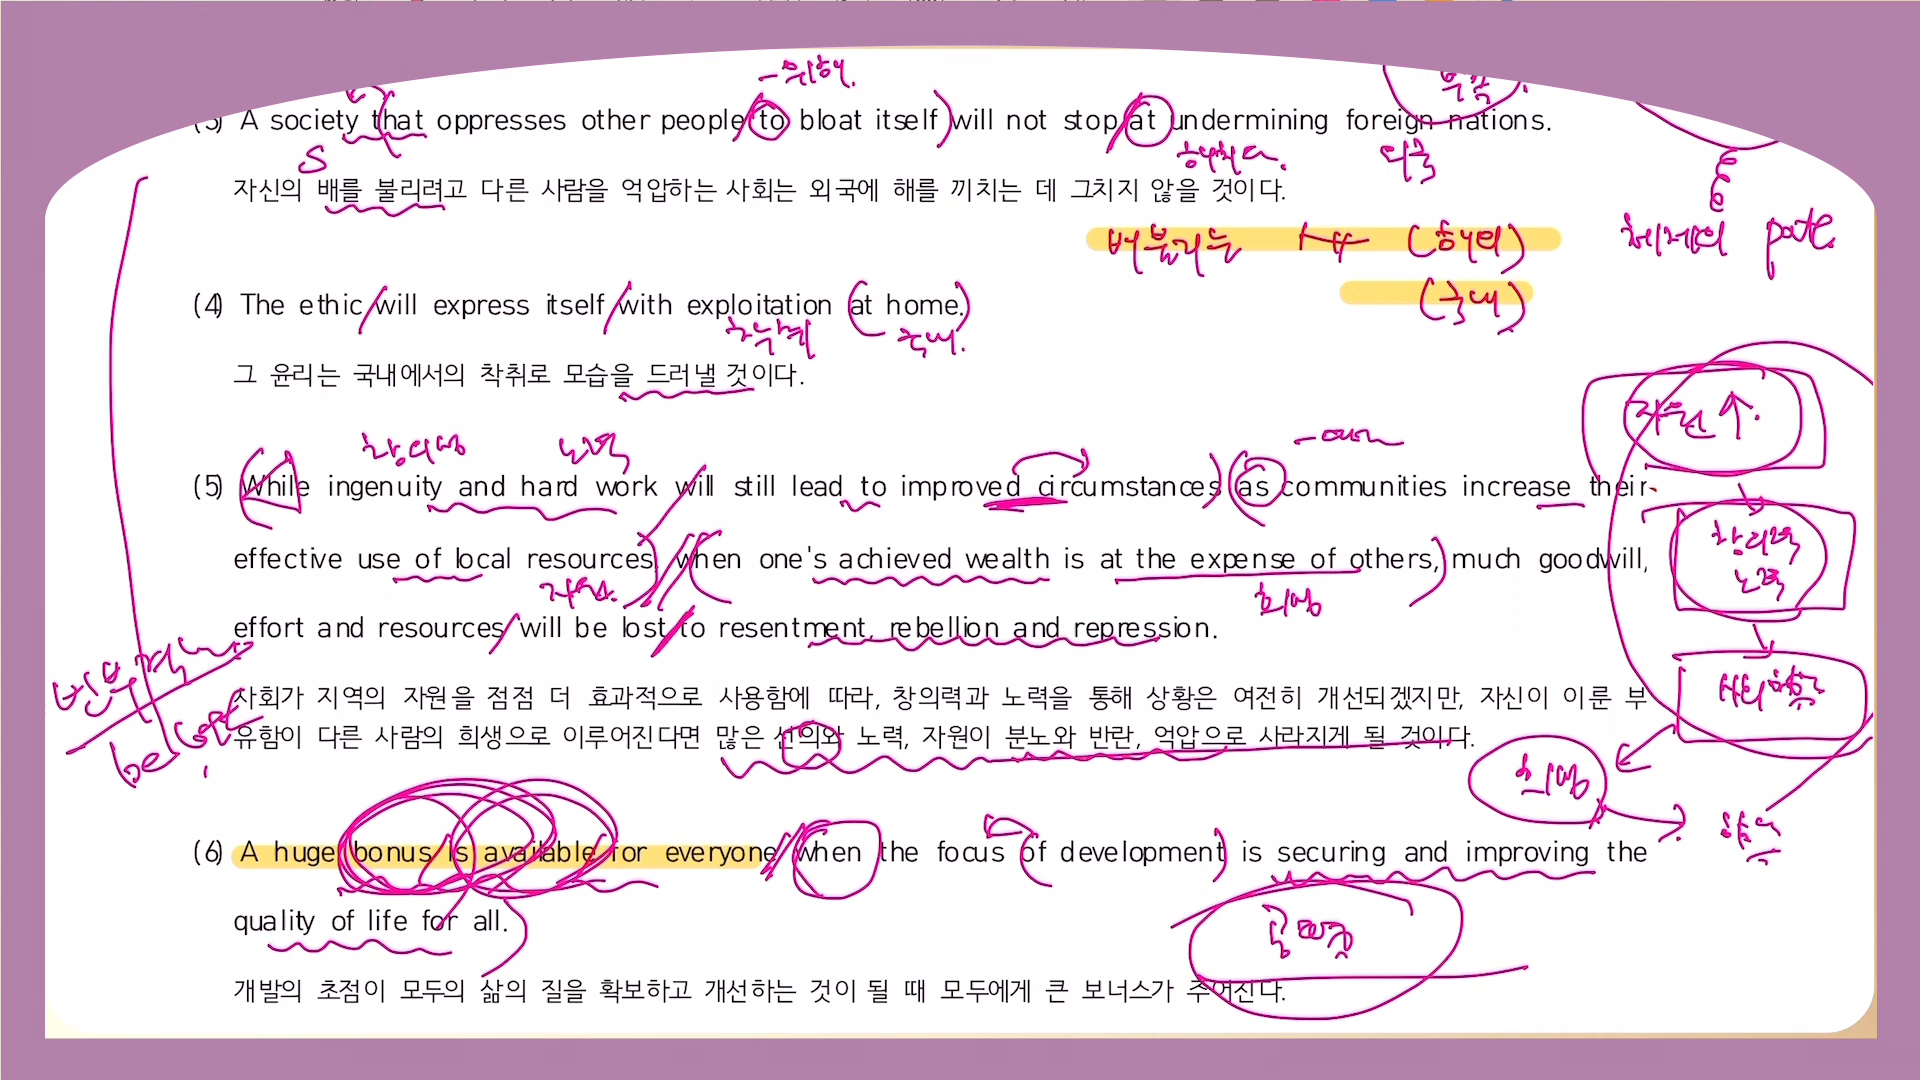 -위해.
(3) A society that oppresses other people to bloat itself will not stop at undermining foreign nations.
S
외국
자신의 배를 불리려고 다른 사람을 억압하는 사회는 외국에 해를 끼치는 데 그치지 않을 것이다.
배불리는 ↔ (해외)
(국내)
(4) The ethic will express itself with exploitation at home.
국내.
그 윤리는 국내에서의 착취로 모습을 드러낼 것이다.
자원 ↑.
창의성 노력
(5) While ingenuity and hard work will still lead to improved circumstances as communities increase their
effective use of local resources, when one's achieved wealth is at the expense of others, much goodwill,
창의력
노력
희생
effort and resources will be lost to resentment, rebellion and repression.
사회가 지역의 자원을 점점 더 효과적으로 사용함에 따라, 창의력과 노력을 통해 상황은 여전히 개선되겠지만, 자신이 이룬 부
유함이 다른 사람의 희생으로 이루어진다면 많은 선의와 노력, 자원이 분노와 반란, 억압으로 사라지게 될 것이다.
be lost
희생
(6) A huge bonus is available for everyone when the focus of development is securing and improving the
quality of life for all.
개발의 초점이 모두의 삶의 질을 확보하고 개선하는 것이 될 때 모두에게 큰 보너스가 주어진다.